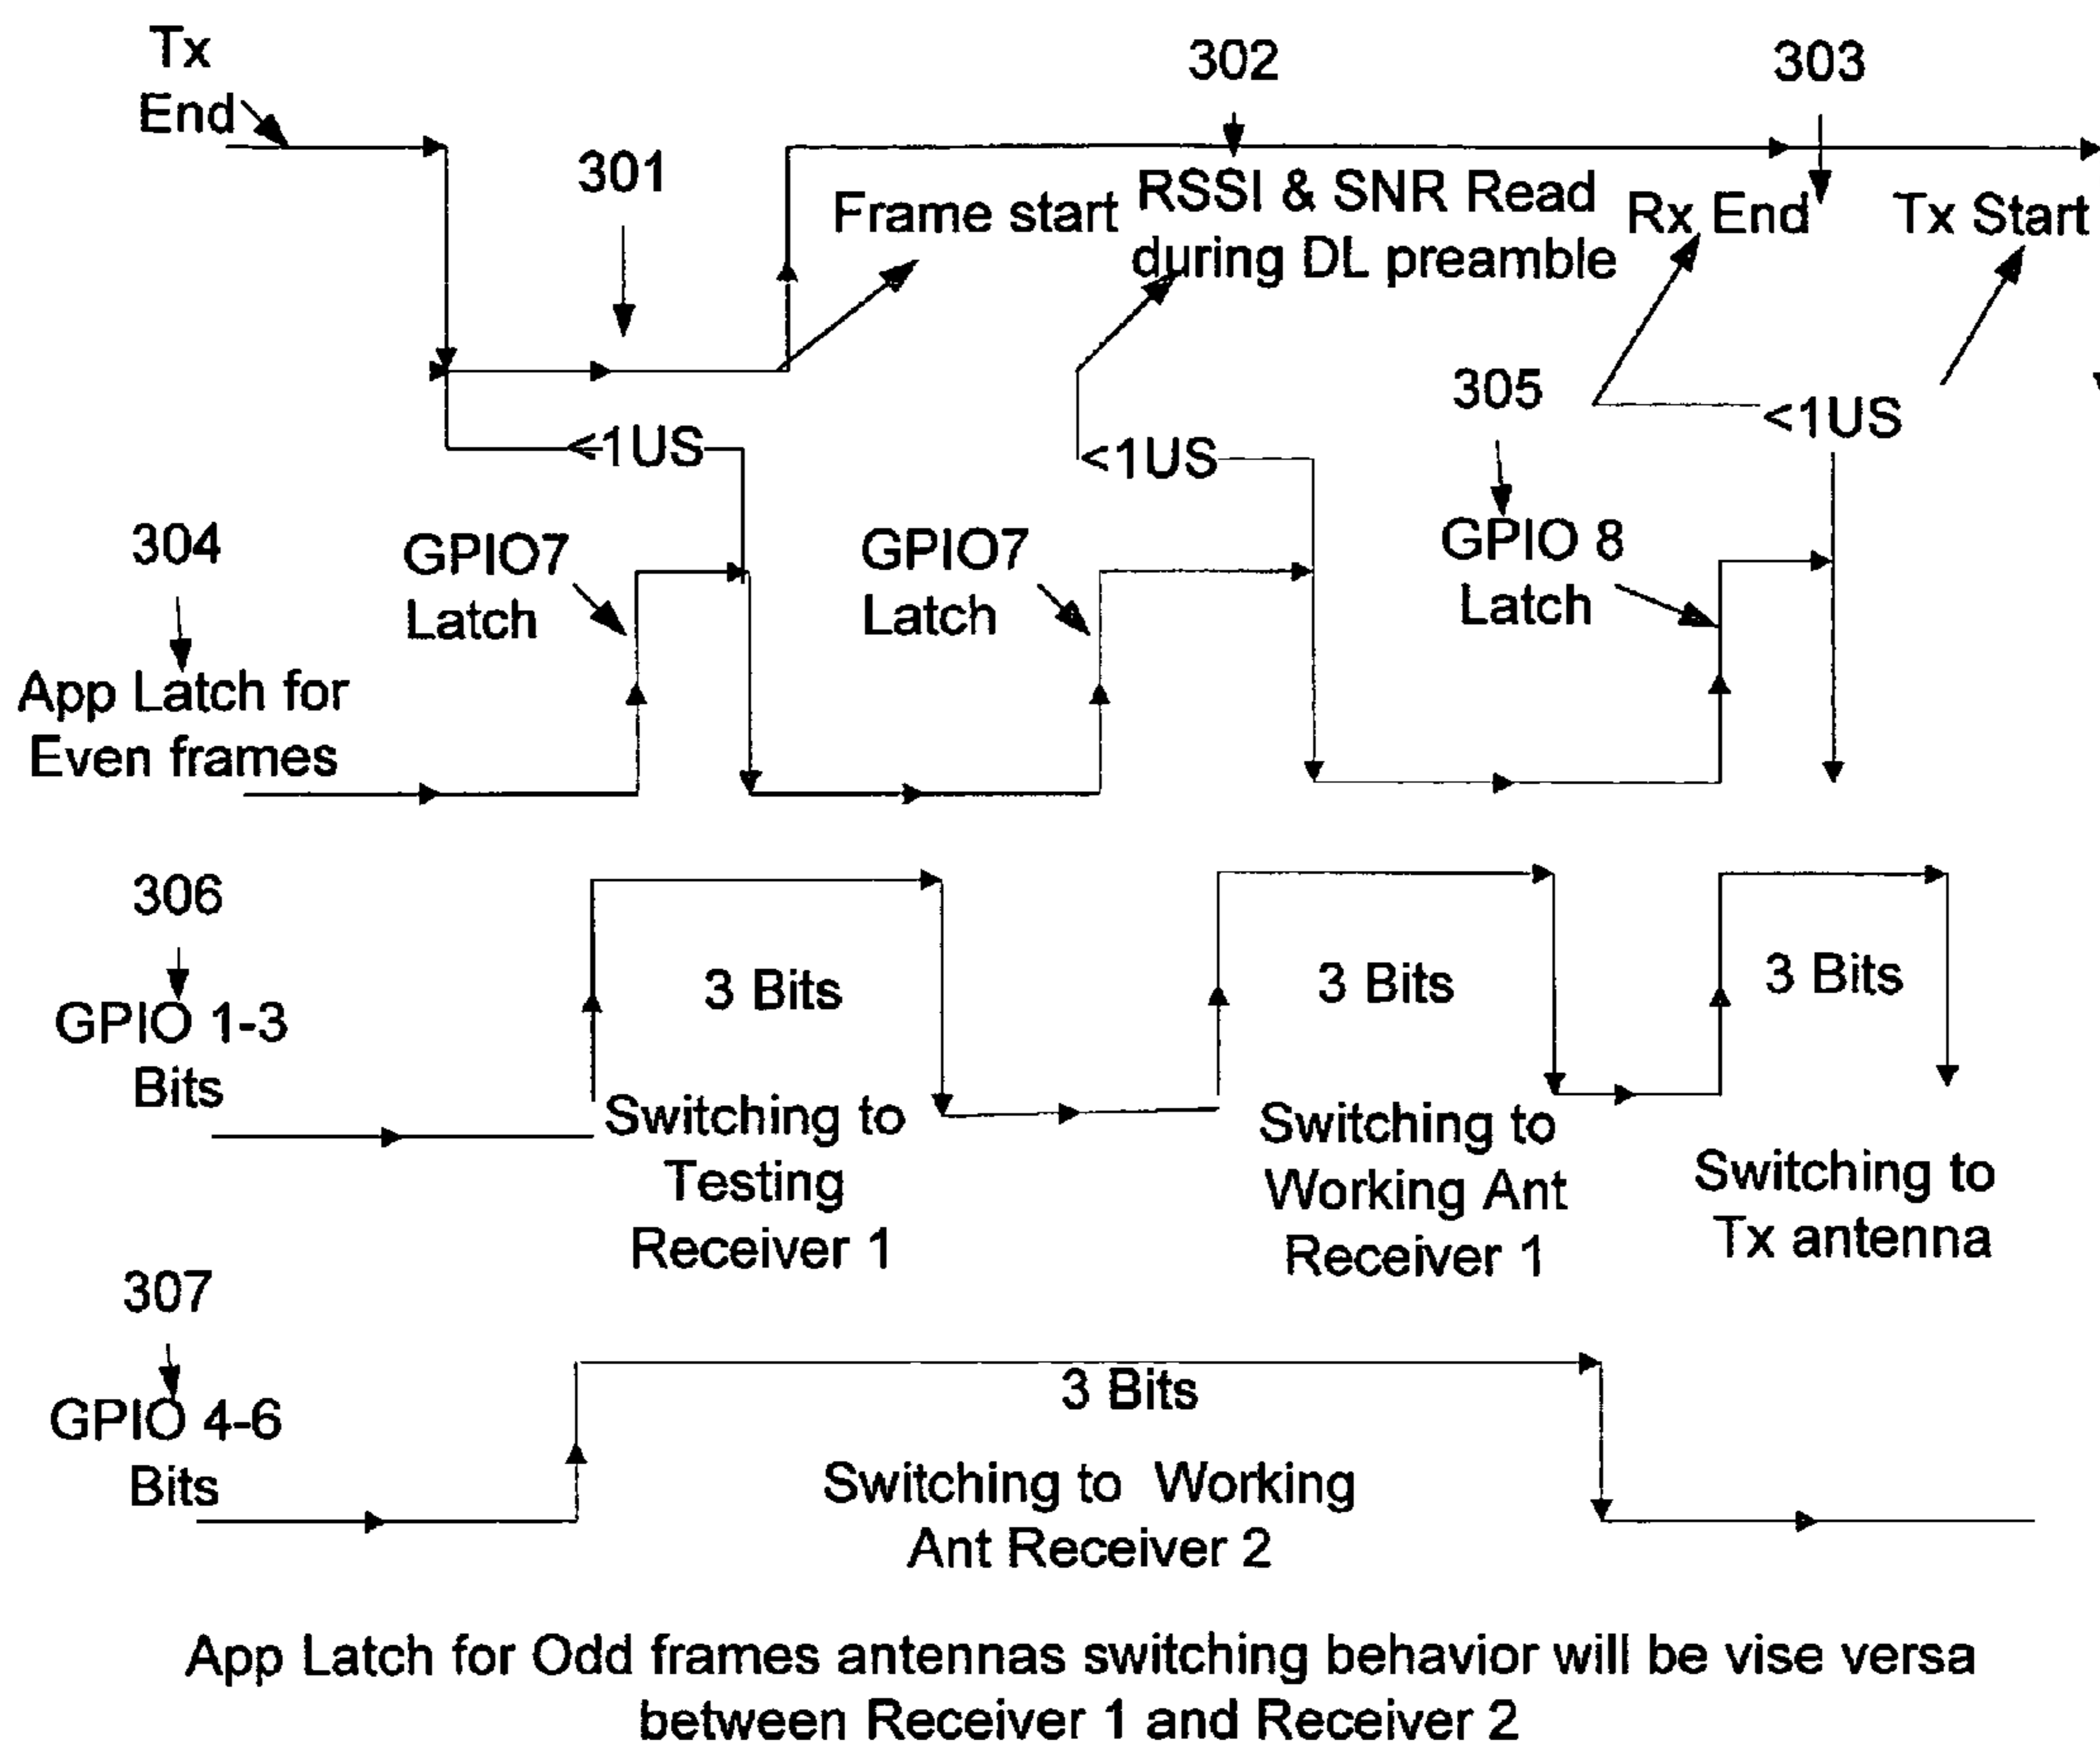 Tx
End
301
302
303
Frame start
RSSI & SNR Read
during DL preamble
Rx End
Tx Start
<1US
<1US
<1US
304
App Latch for
Even frames
GPIO7
Latch
GPIO7
Latch
305
GPIO 8
Latch
306
GPIO 1-3
Bits
3 Bits
3 Bits
3 Bits
Switching to
Testing
Receiver 1
Switching to
Working Ant
Receiver 1
Switching to
Tx antenna
307
GPIO 4-6
Bits
3 Bits
Switching to Working
Ant Receiver 2
App Latch for Odd frames antennas switching behavior will be vise versa
between Receiver 1 and Receiver 2